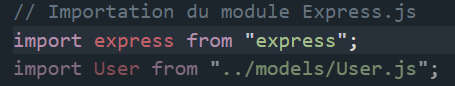 // Importation du module Express.js
import express from "express";
import User from "../models/User.js";